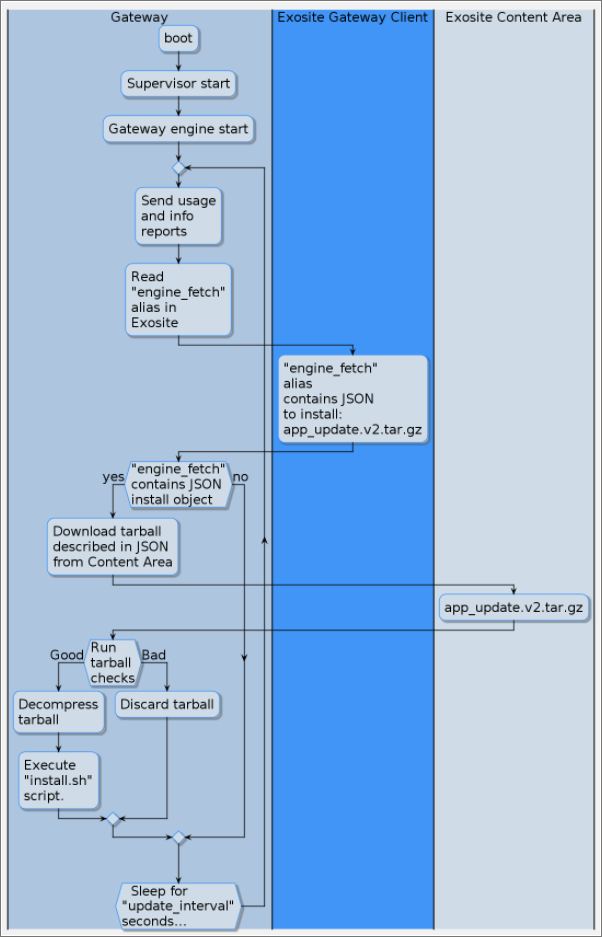 Gateway
Exosite Gateway Client
Exosite Content Area
boot
Supervisor start
Gateway engine start
Send usage
and info
reports
Read
"engine_fetch"
alias in
Exosite
"engine_fetch"
alias
contains JSON
to install:
app_update.v2.tar.gz
"engine_fetch"
contains JSON
install object
yes
no
Download tarball
described in JSON
from Content Area
app_update.v2.tar.gz
Run
tarball
checks
Good
Bad
Decompress
tarball
Discard tarball
Execute
"install.sh"
script.
Sleep for
"update_interval"
seconds...